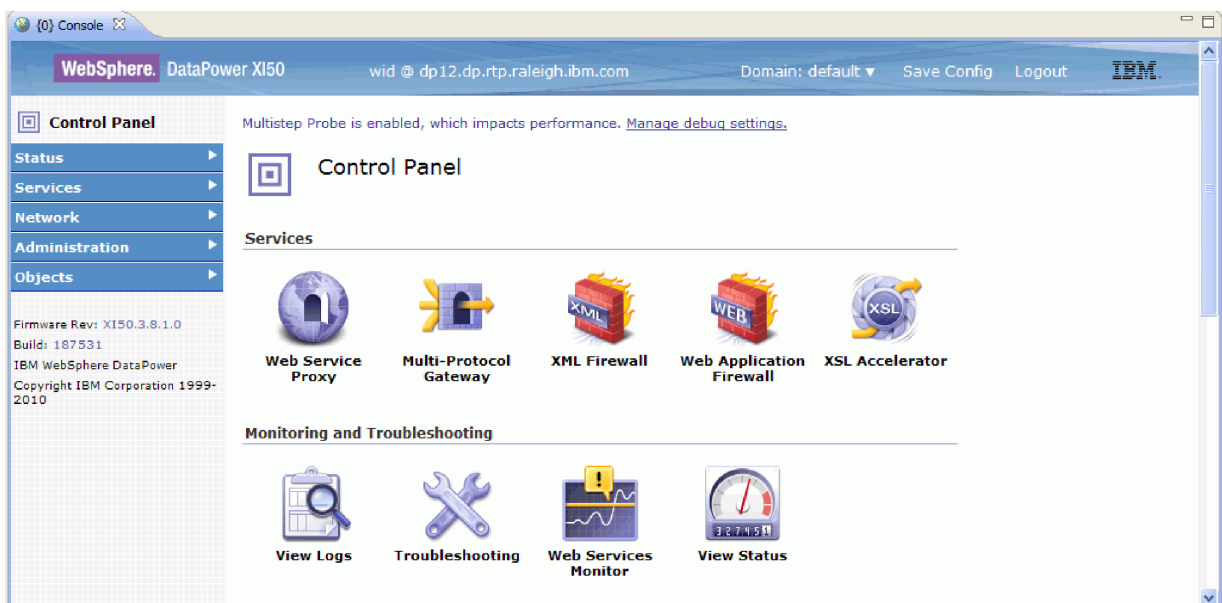 {0} Console
WebSphere. DataPower XI50
wid @ dp12.dp.rtp.raleigh.ibm.com
Domain: default
Save Config
Logout
IBM.
Control Panel
Status
Services
Network
Administration
Objects
Firmware Rev: XI50.3.8.1.0
Build: 187531
IBM WebSphere DataPower
Copyright IBM Corporation 1999-
2010
Multistep Probe is enabled, which impacts performance. Manage debug settings.
Control Panel
Services
Web Service
Proxy
Multi-Protocol
Gateway
XML
XML Firewall
WEB
Web Application
Firewall
XSL
XSL Accelerator
Monitoring and Troubleshooting
View Logs
Troubleshooting
!
Web Services
Monitor
View Status